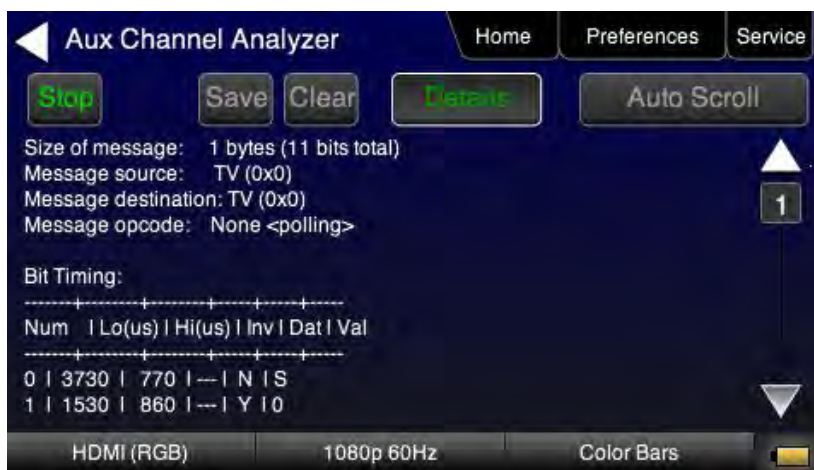 Aux Channel Analyzer Home Preferences Service
Stop Save Clear Details Auto Scroll
Size of message: 1 bytes (11 bits total)
Message source: TV (0x0)
Message destination: TV (0x0)
Message opcode: None <polling>
1
Bit Timing:
-------+--------+--------+-----+-----+-----
Num | Lo(us) | Hi(us) | Inv | Dat | Val
-------+--------+--------+-----+-----+-----
0 | 3730 | 770 |---| N |S
1 | 1530 | 860 |---| Y |0
HDMI (RGB) 1080p 60Hz Color Bars